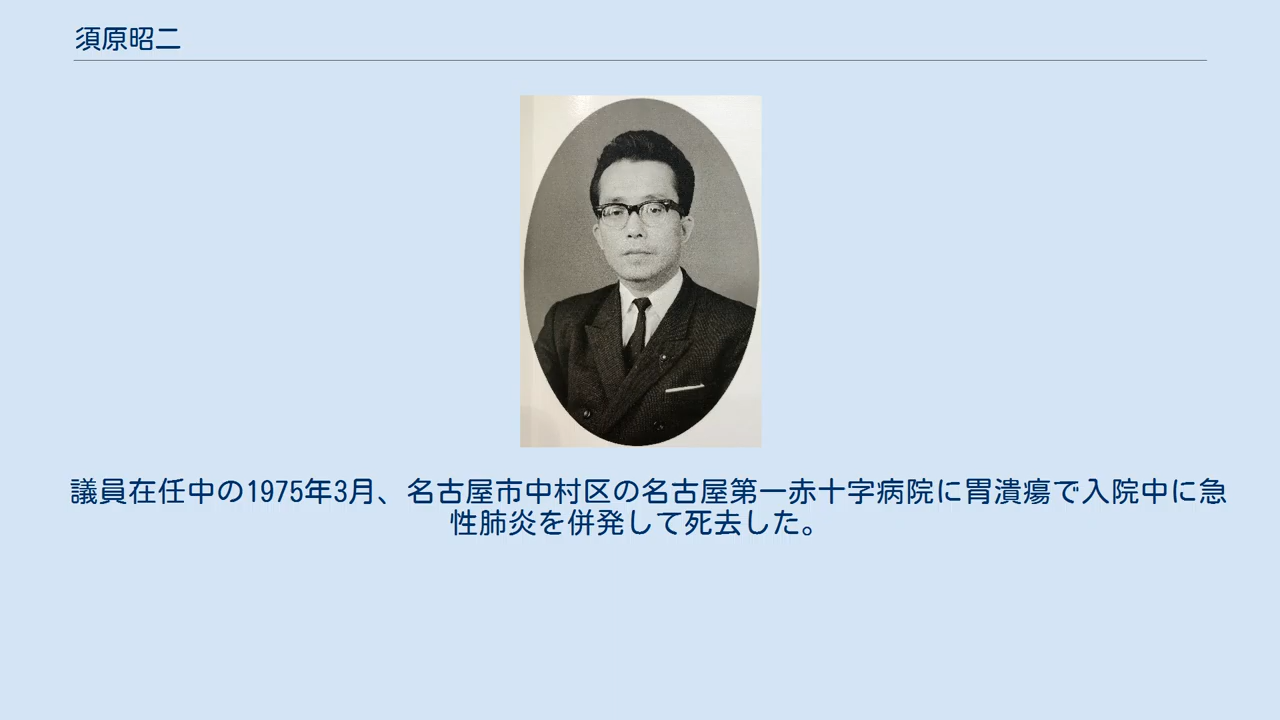 須原昭二
議員在任中の1975年3月、名古屋市中村区の名古屋第一赤十字病院に胃潰瘍で入院中に急
性肺炎を併発して死去した。